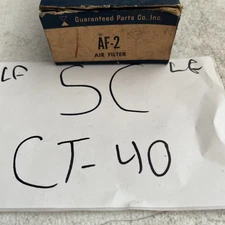 Guaranteed Parts Co. Inc
AF-2
AIR FILTER
LF SC LE
CT-40